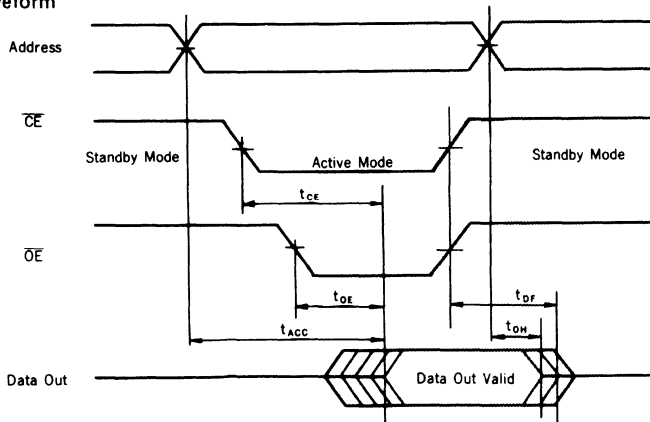 Address
CE
Standby Mode
Active Mode
Standby Mode
tCE
OE
tOE
tDF
tOH
tACC
Data Out
Data Out Valid